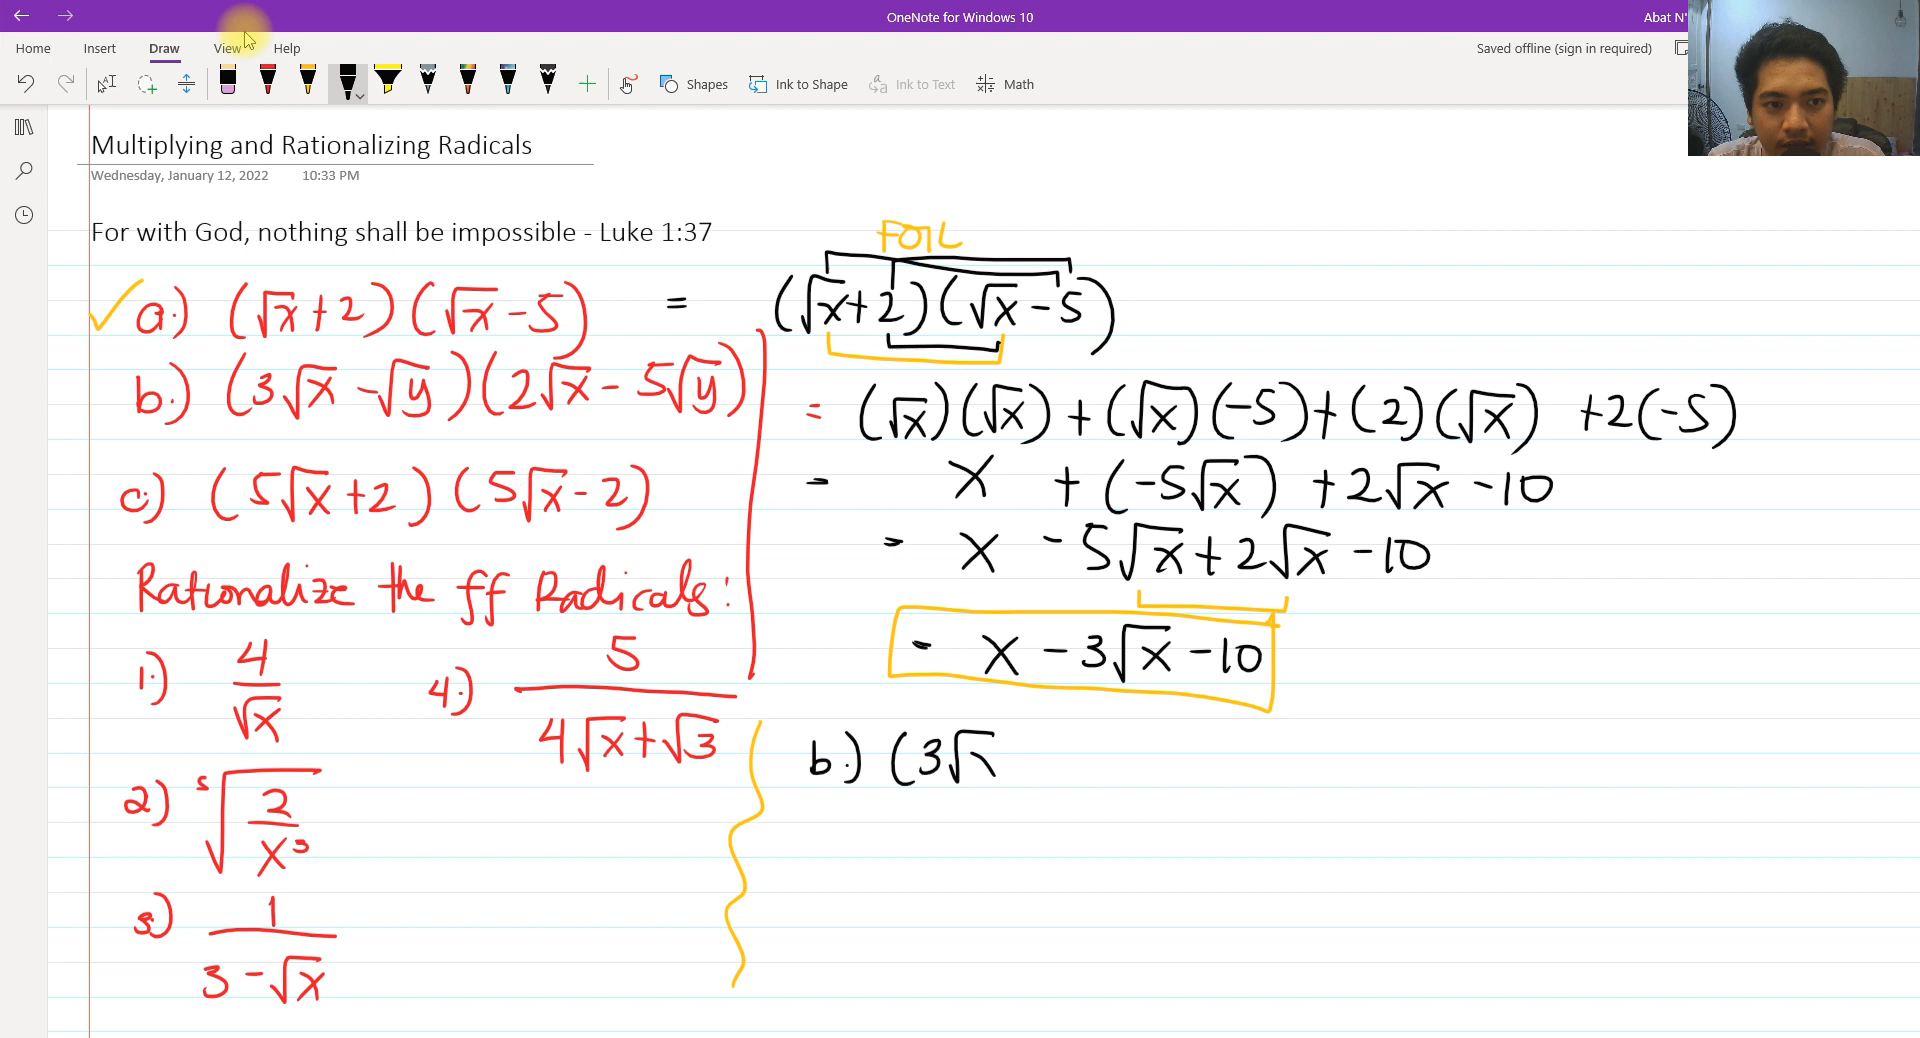 OneNote for Windows 10
Abat N'
Home Insert Draw View Help
Saved offline (sign in required)
Shapes Ink to Shape Ink to Text Math
Multiplying and Rationalizing Radicals
Wednesday, January 12, 2022 10:33 PM
For with God, nothing shall be impossible - Luke 1:37
a.) (√x+2)(√x-5)
b.) (3√x-√y)(2√x-5√y)
c.) (5√x+2)(5√x-2)
Rationalize the ff Radicals:
1.) 4/√x
4.) 5/(4√x+√3)
2) ⁵√(2/x³)
3.) 1/(3-√x)
FOIL
= (√x+2)(√x-5)
= (√x)(√x)+(√x)(-5)+(2)(√x) +2(-5)
= x +(-5√x) +2√x -10
= x -5√x+2√x -10
= x -3√x -10
b.) (3√